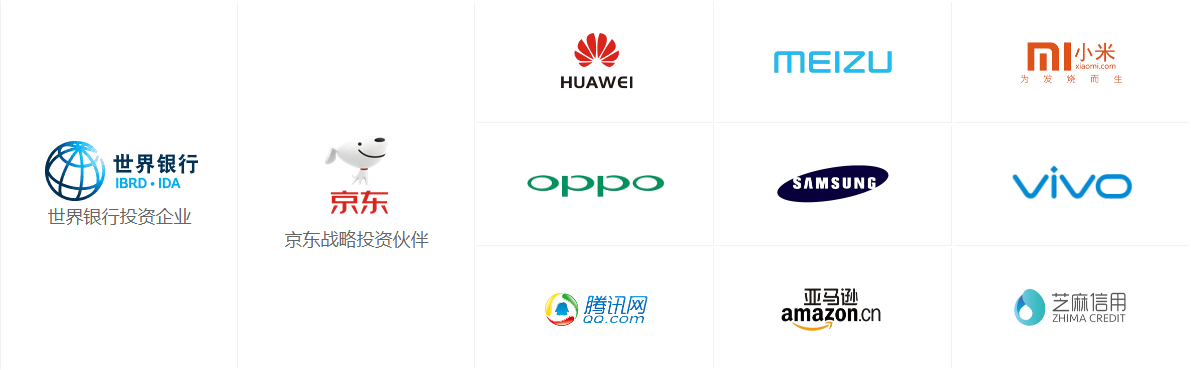 世界银行
IBRD • IDA
世界银行投资企业
京东
京东战略投资伙伴
HUAWEI
MEIZU
小米
xiaomi.com
为发烧而生
oppo
SAMSUNG
vivo
腾讯网
QQ.com
亚马逊
amazon.cn
芝麻信用
ZHIMA CREDIT